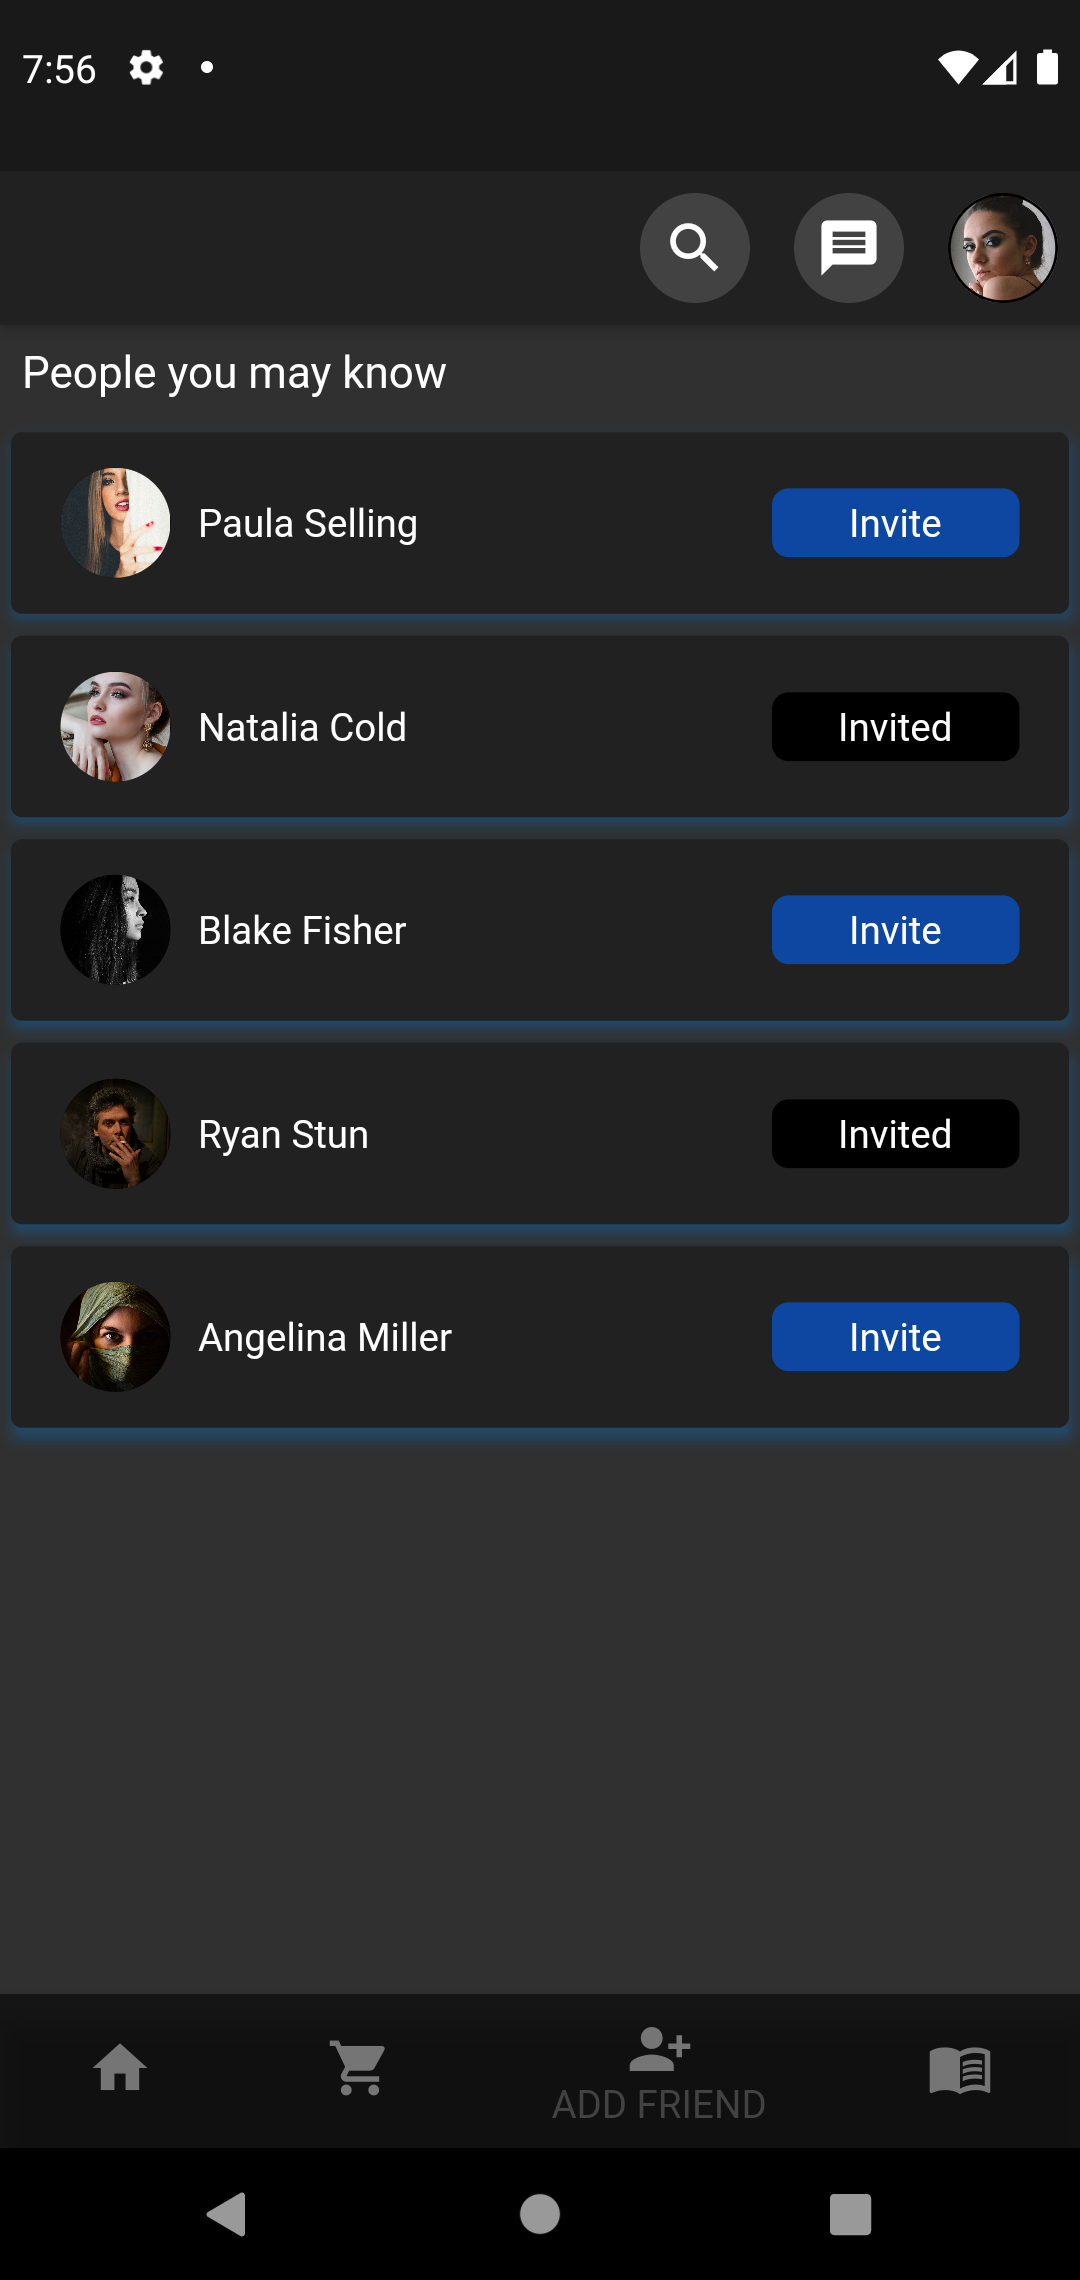 7:56
People you may know
Paula Selling
Invite
Natalia Cold
Invited
Blake Fisher
Invite
Ryan Stun
Invited
Angelina Miller
Invite
ADD FRIEND